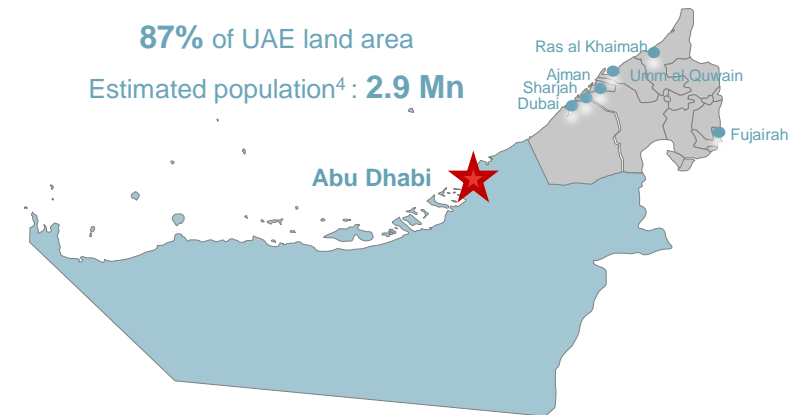 87% of UAE land area
Estimated population⁴ : 2.9 Mn
Ras al Khaimah
Ajman
Umm al Quwain
Sharjah
Dubai
Fujairah
Abu Dhabi